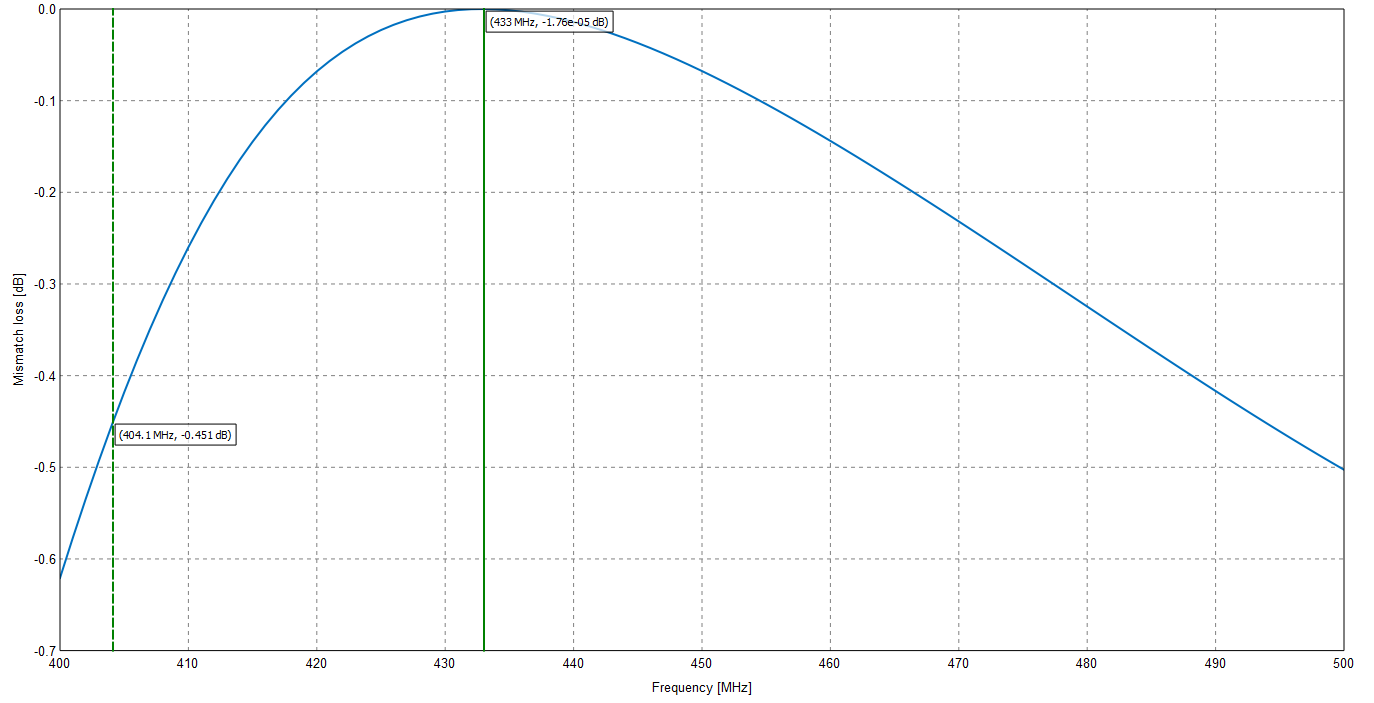 0.0
(433 MHz, -1.76e-05 dB)
-0.1
-0.2
-0.3
Mismatch loss [dB]
-0.4
(404.1 MHz, -0.451 dB)
-0.5
-0.6
-0.7
400 410 420 430 440 450 460 470 480 490 500
Frequency [MHz]